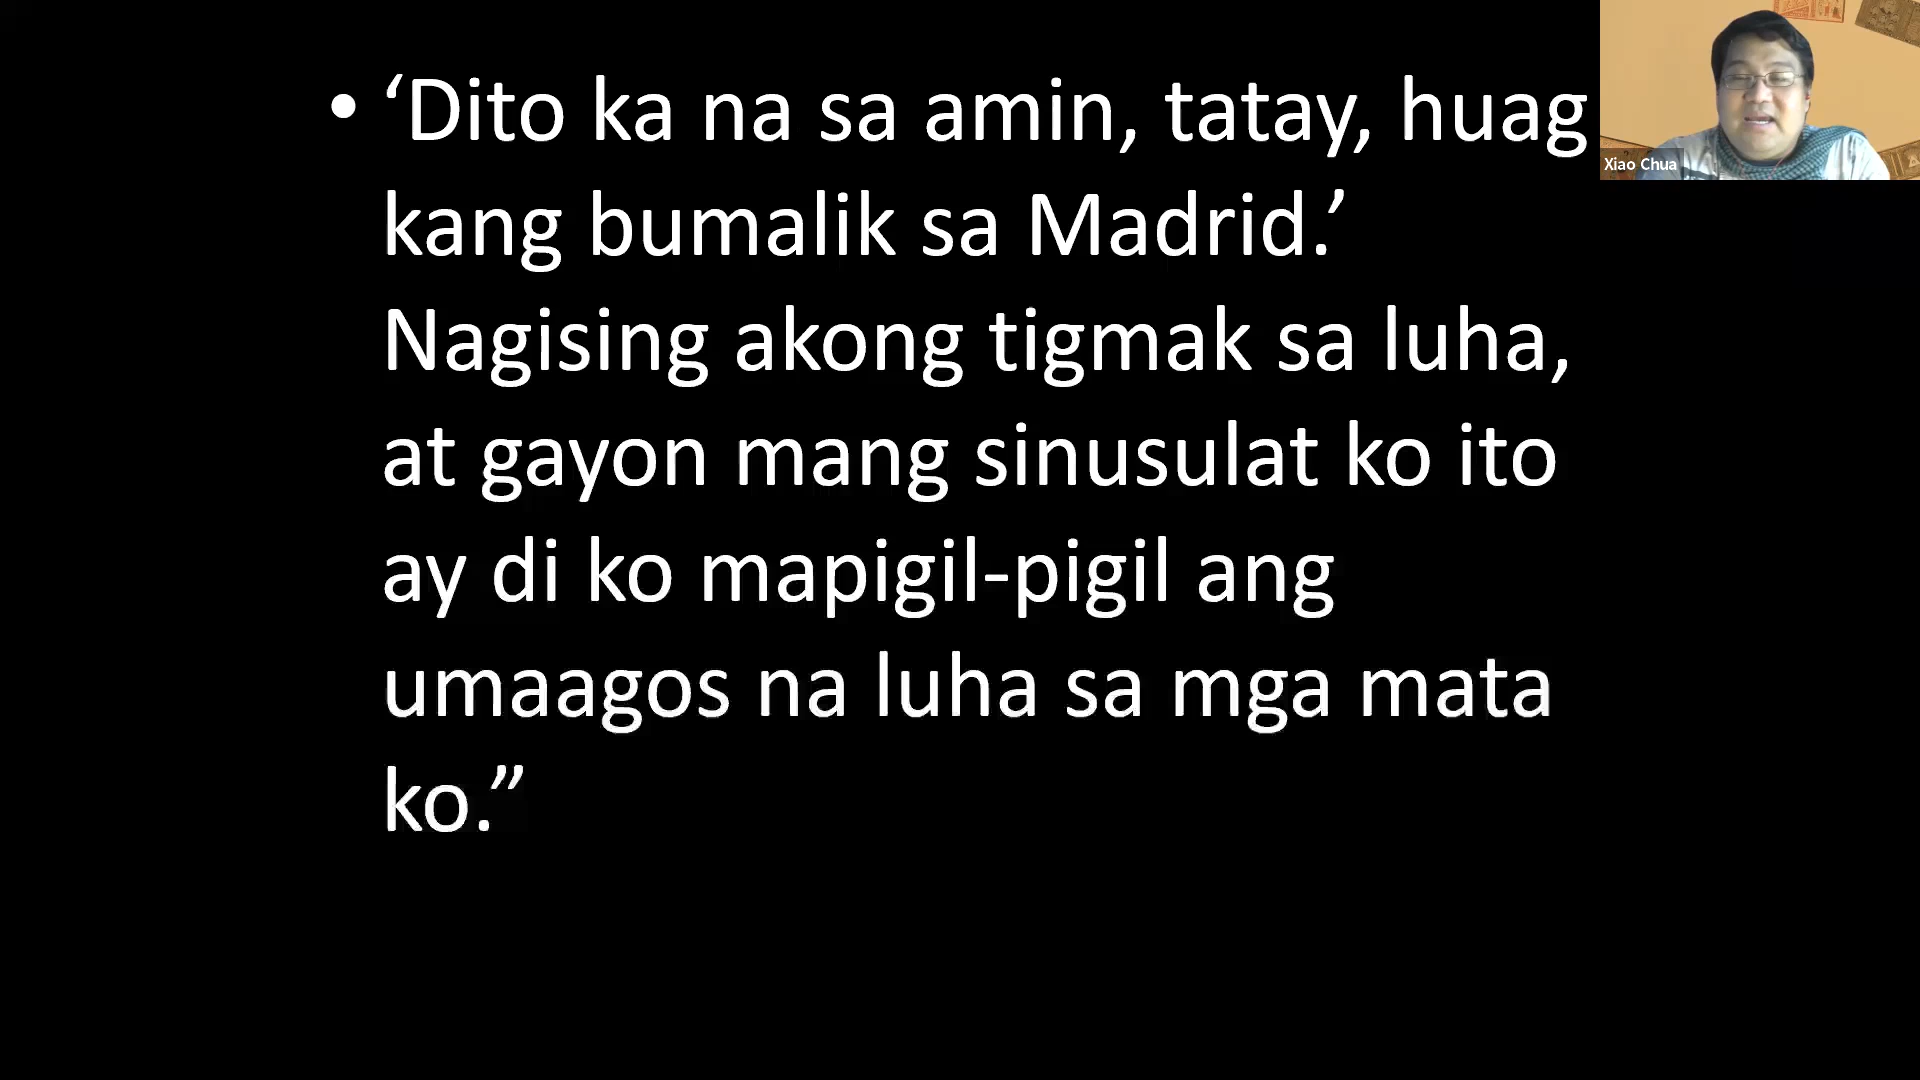 • ‘Dito ka na sa amin, tatay, huag
kang bumalik sa Madrid.’
Nagising akong tigmak sa luha,
at gayon mang sinusulat ko ito
ay di ko mapigil-pigil ang
umaagos na luha sa mga mata
ko.”
Xiao Chua